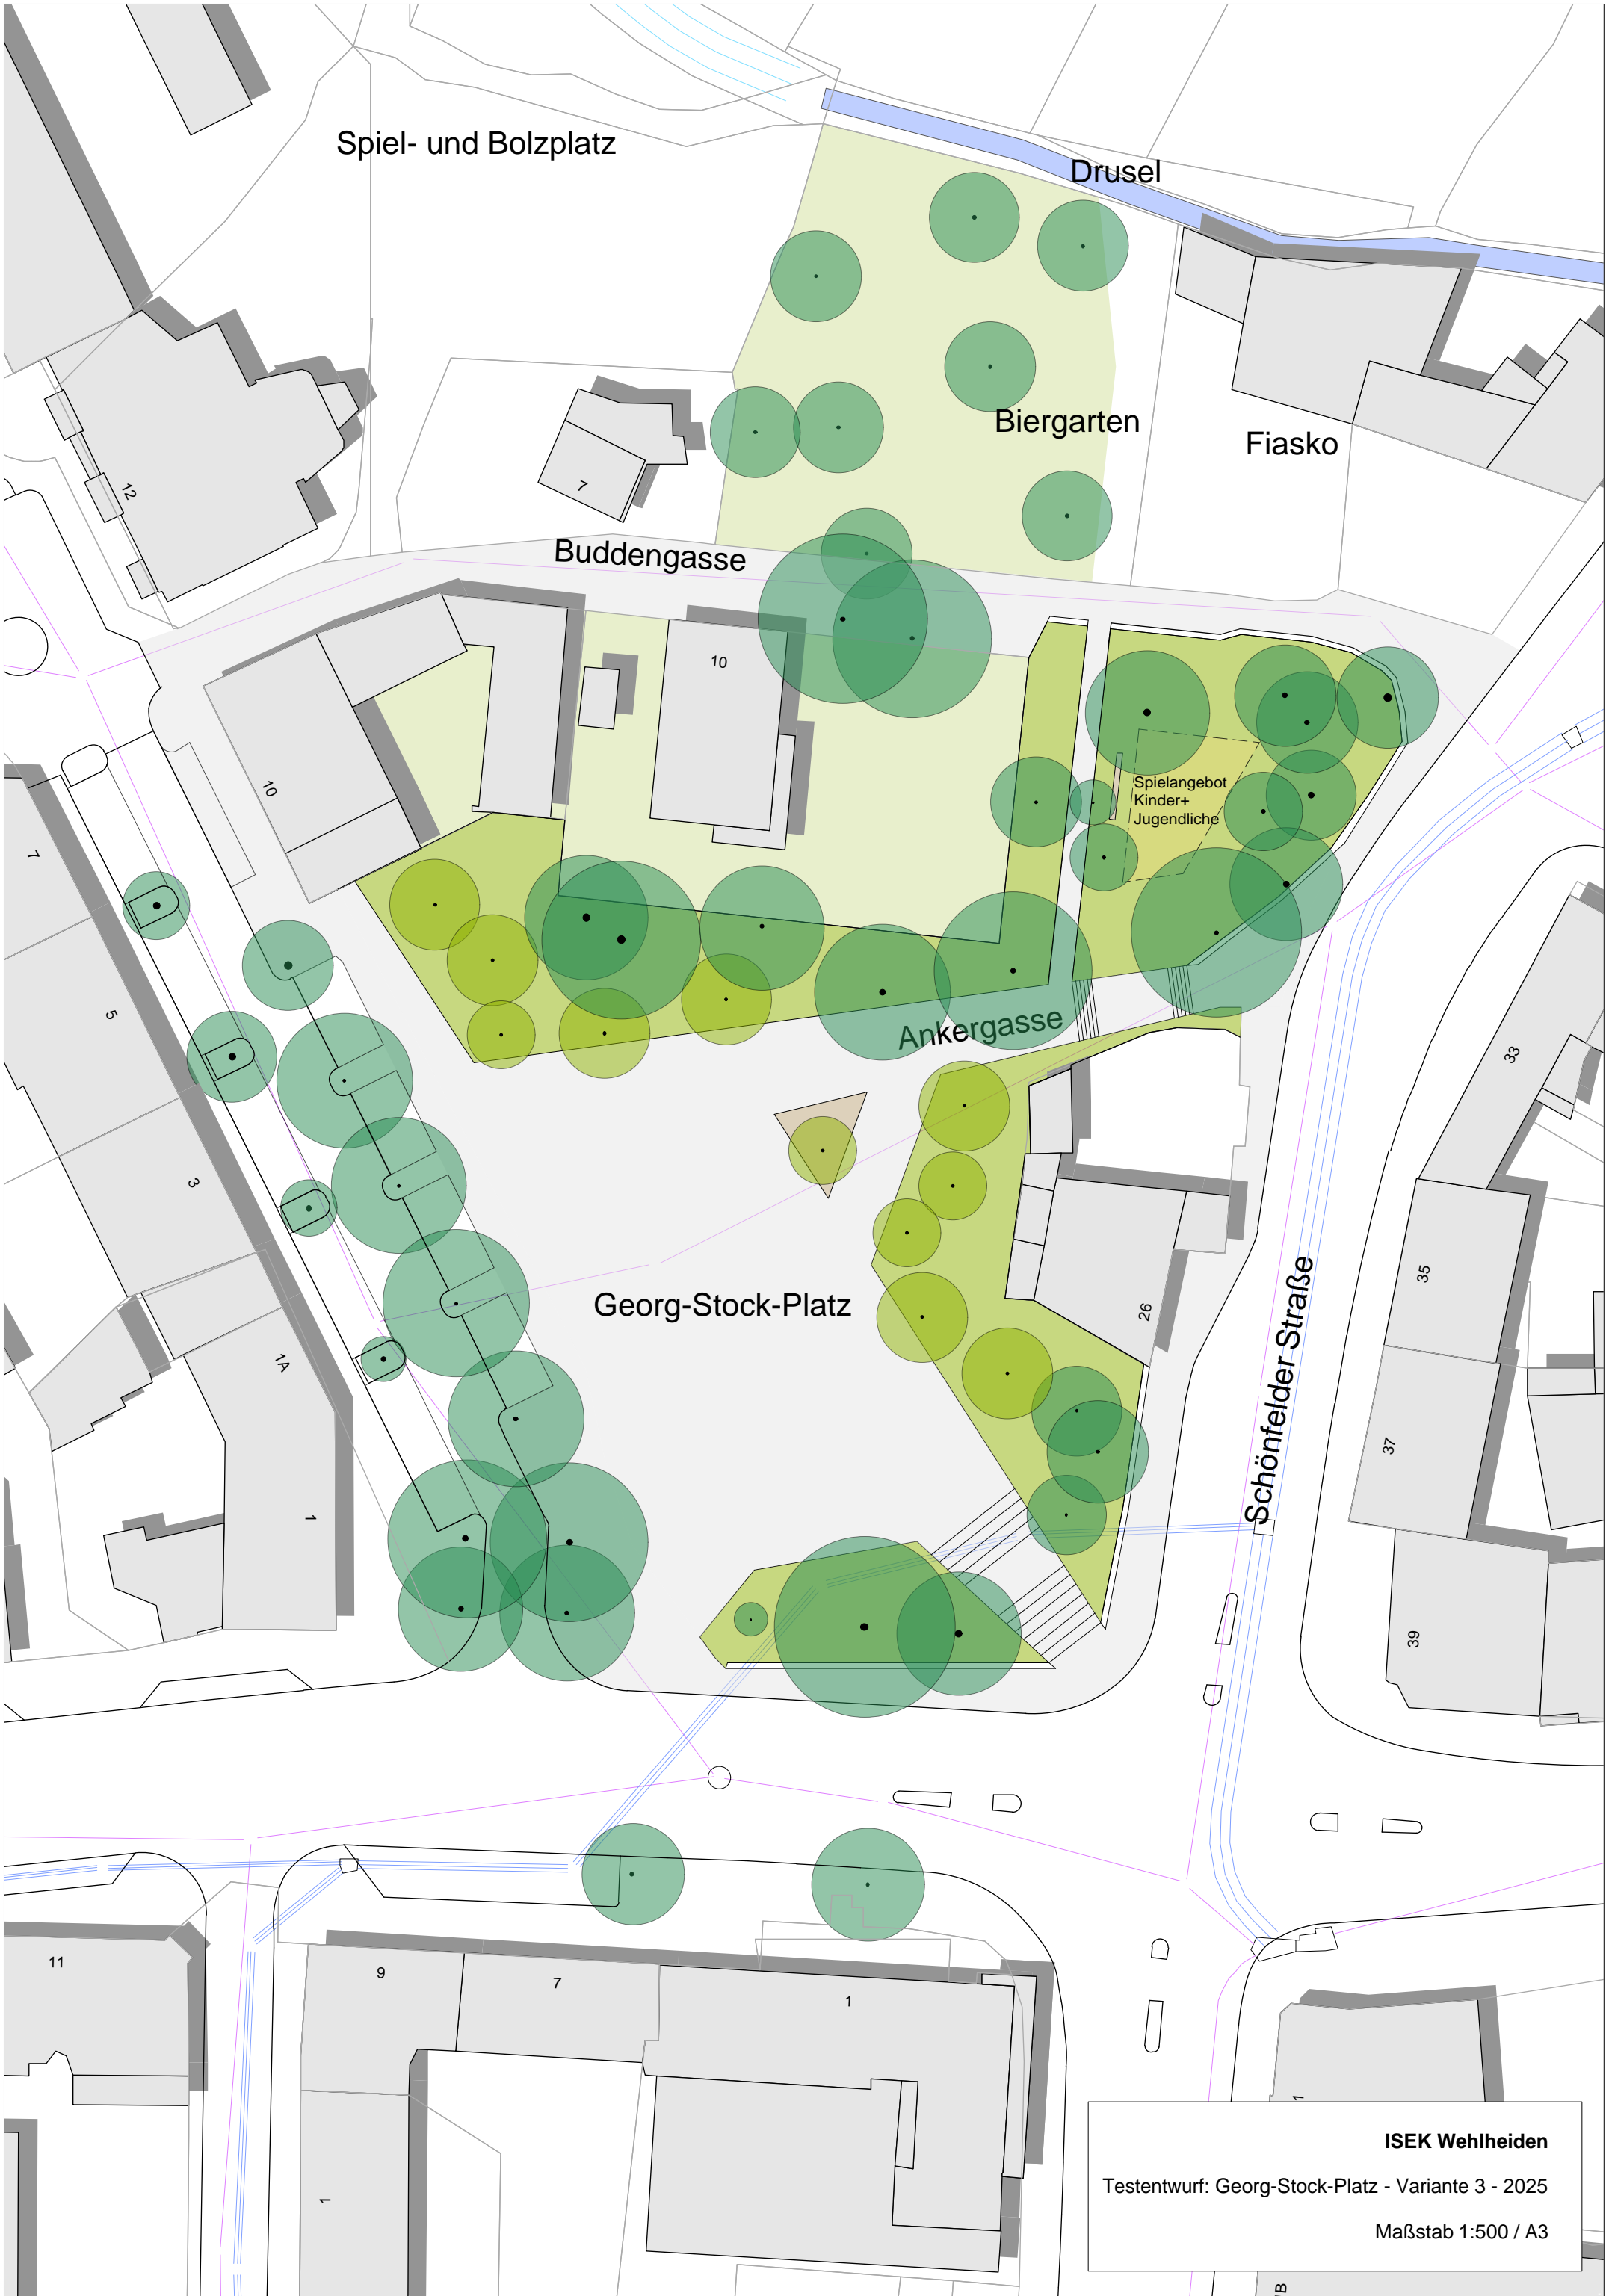 Spiel- und Bolzplatz
Drusel
Biergarten
Fiasko
12
7
Buddengasse
10
10
Spielangebot
Kinder+
Jugendliche
7
5
Ankergasse
33
3
35
Georg-Stock-Platz
26
Schönfelder Straße
1A
37
1
39
11
9
7
1
1
1
ISEK Wehlheiden
Testentwurf: Georg-Stock-Platz - Variante 3 - 2025
Maßstab 1:500 / A3
B